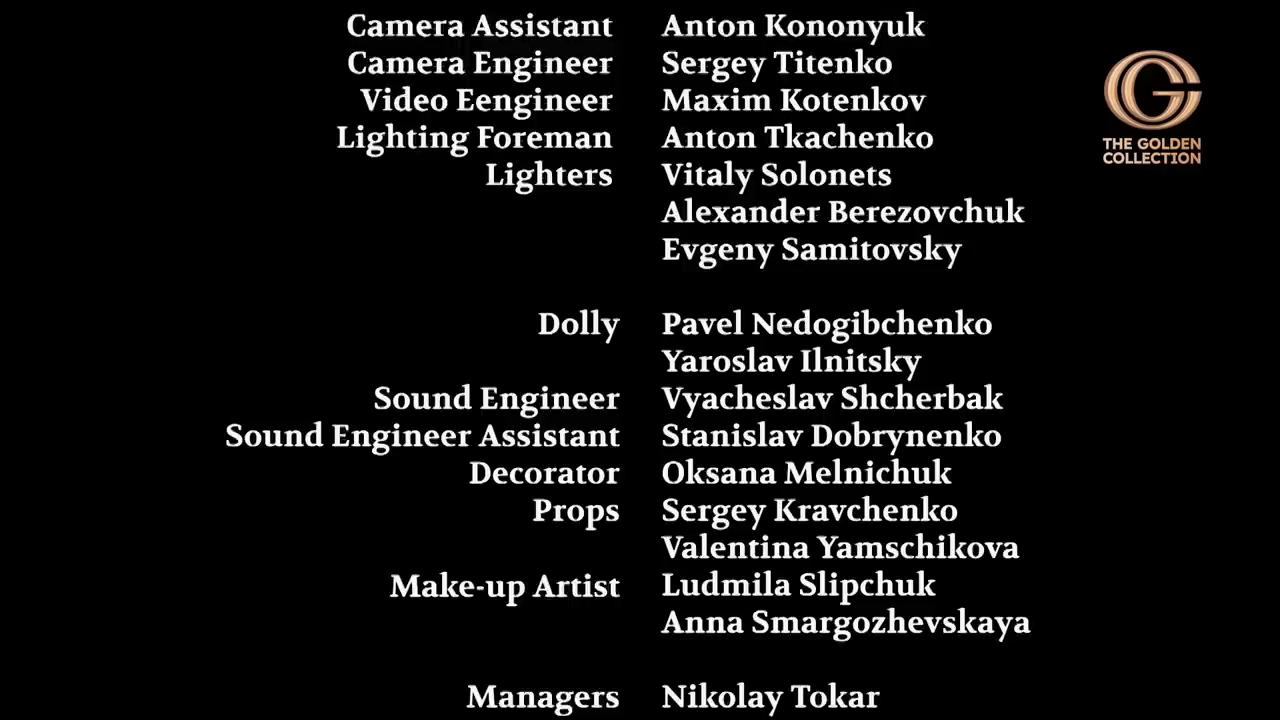 Camera Assistant Anton Kononyuk
Camera Engineer Sergey Titenko
Video Eengineer Maxim Kotenkov
Lighting Foreman Anton Tkachenko
Lighters Vitaly Solonets
Alexander Berezovchuk
Evgeny Samitovsky
Dolly Pavel Nedogibchenko
Yaroslav Ilnitsky
Sound Engineer Vyacheslav Shcherbak
Sound Engineer Assistant Stanislav Dobrynenko
Decorator Oksana Melnichuk
Props Sergey Kravchenko
Valentina Yamschikova
Make-up Artist Ludmila Slipchuk
Anna Smargozhevskaya
Managers Nikolay Tokar
THE GOLDEN
COLLECTION